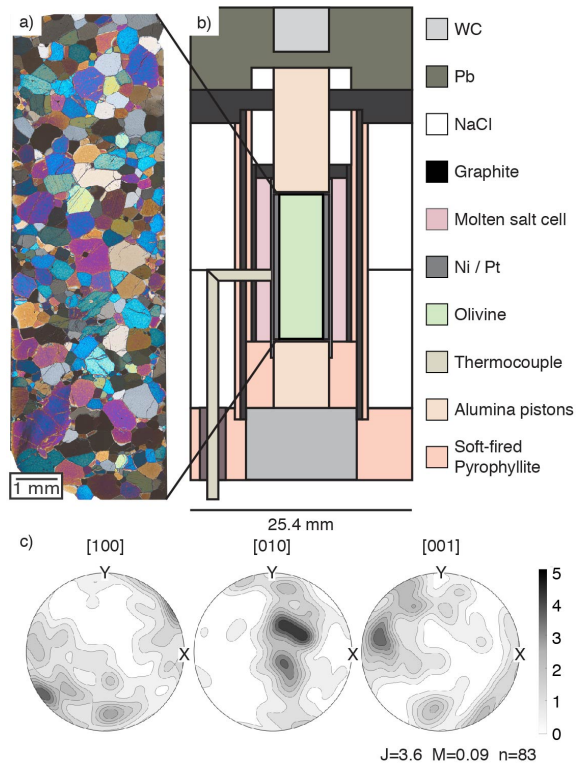 a)
b)
WC
Pb
NaCl
Graphite
Molten salt cell
Ni / Pt
Olivine
Thermocouple
Alumina pistons
Soft-fired
Pyrophyllite
1 mm
25.4 mm
c)
[100]
[010]
[001]
Y
Y
Y
X
X
X
5
4
3
2
1
0
J=3.6 M=0.09 n=83